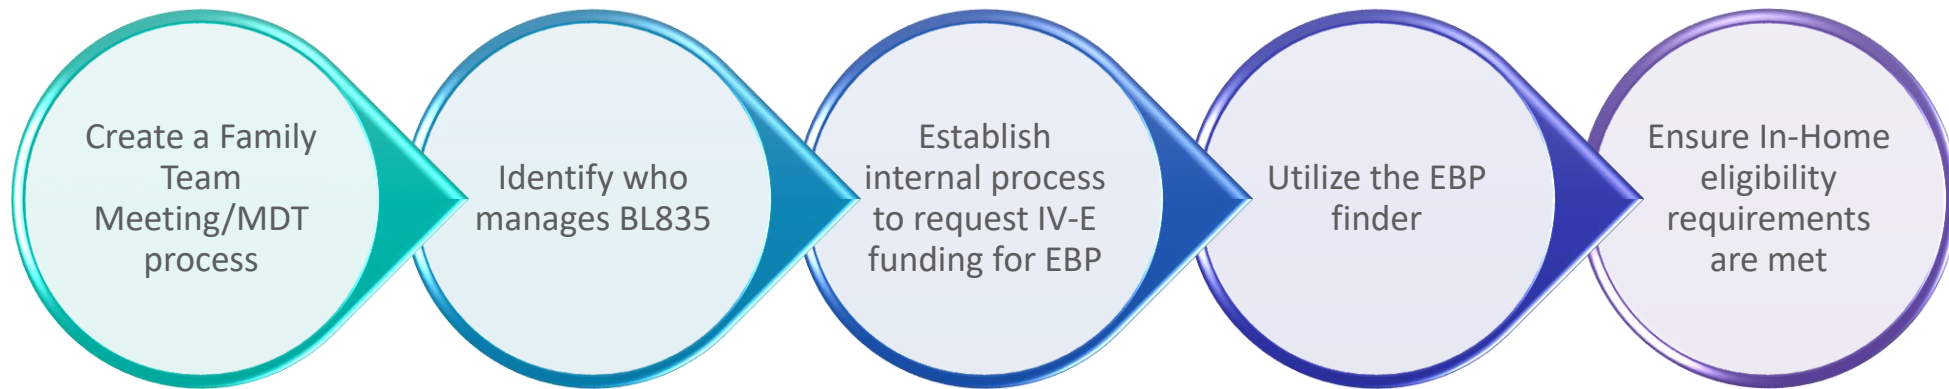 Create a Family
Team
Meeting/MDT
process
Identify who
manages BL835
Establish
internal process
to request IV-E
funding for EBP
Utilize the EBP
finder
Ensure In-Home
eligibility
requirements
are met